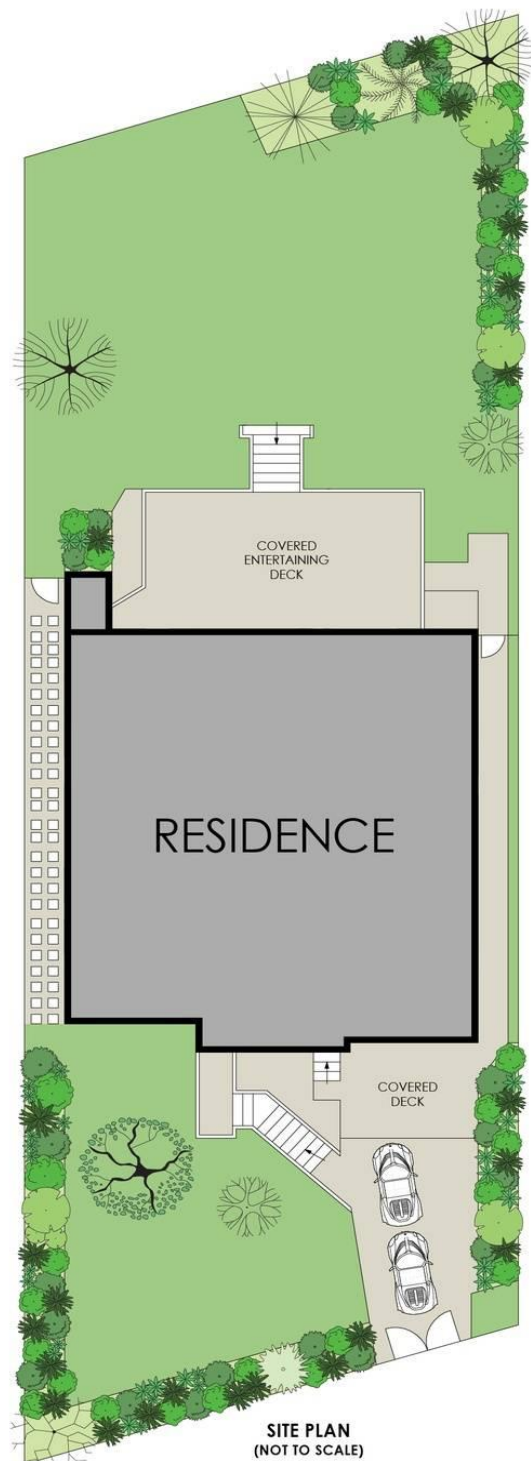 COVERED
ENTERTAINING
DECK
RESIDENCE
COVERED
DECK
SITE PLAN
(NOT TO SCALE)